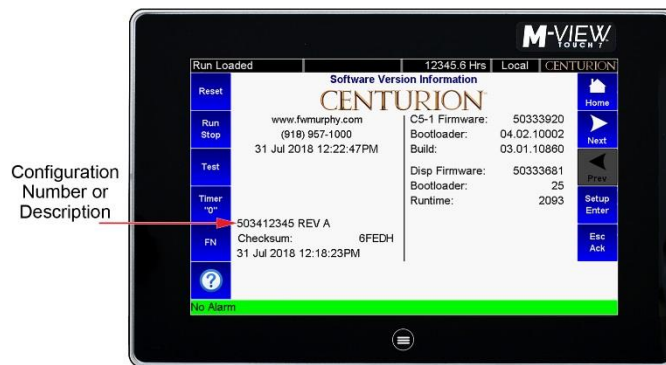 M-VIEW
TOUCH 7
Run Loaded 12345.6 Hrs Local CENTURION
Software Version Information
CENTURION
Reset
Run
Stop
Test
Timer
"0"
FN
?
www.fwmurphy.com
(918) 957-1000
31 Jul 2018 12:22:47PM
503412345 REV A
Checksum: 6FEDH
31 Jul 2018 12:18:23PM
C5-1 Firmware: 50333920
Bootloader: 04.02.10002
Build: 03.01.10860
Disp Firmware: 50333681
Bootloader: 25
Runtime: 2093
Home
Next
Prev
Setup
Enter
Esc
Ack
No Alarm
Configuration
Number or
Description